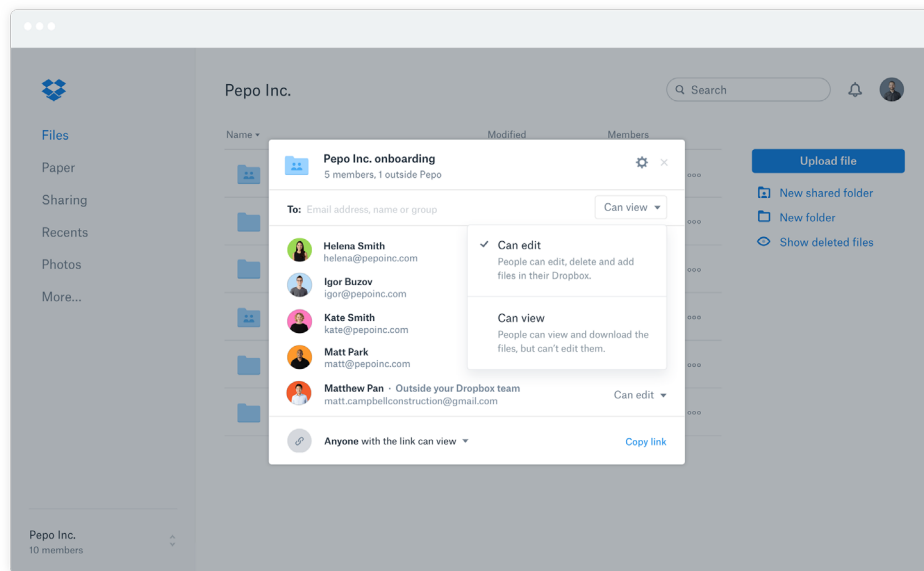 Pepo Inc.
Search
Files
Paper
Sharing
Recents
Photos
More...
Name
Modified
Members
Upload file
New shared folder
New folder
Show deleted files
Pepo Inc. onboarding
5 members, 1 outside Pepo
To: Email address, name or group
Can view
Can edit
People can edit, delete and add
files in their Dropbox.
Can view
People can view and download the
files, but can't edit them.
Helena Smith
helena@pepoinc.com
Igor Buzov
igor@pepoinc.com
Kate Smith
kate@pepoinc.com
Matt Park
matt@pepoinc.com
Matthew Pan · Outside your Dropbox team
matt.campbellconstruction@gmail.com
Can edit
Anyone with the link can view
Copy link
Pepo Inc.
10 members